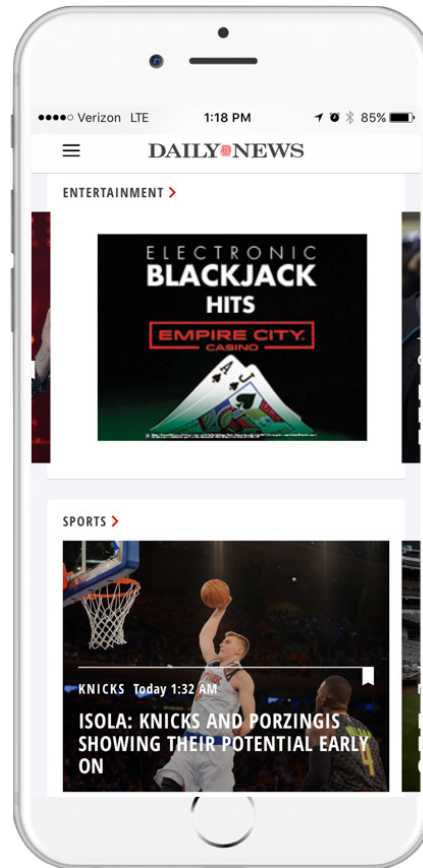 Verizon LTE 1:18 PM 85%
DAILY NEWS
ENTERTAINMENT
ELECTRONIC
BLACKJACK
HITS
EMPIRE CITY
CASINO
A J
SPORTS
KNICKS Today 1:32 AM
ISOLA: KNICKS AND PORZINGIS
SHOWING THEIR POTENTIAL EARLY
ON
4